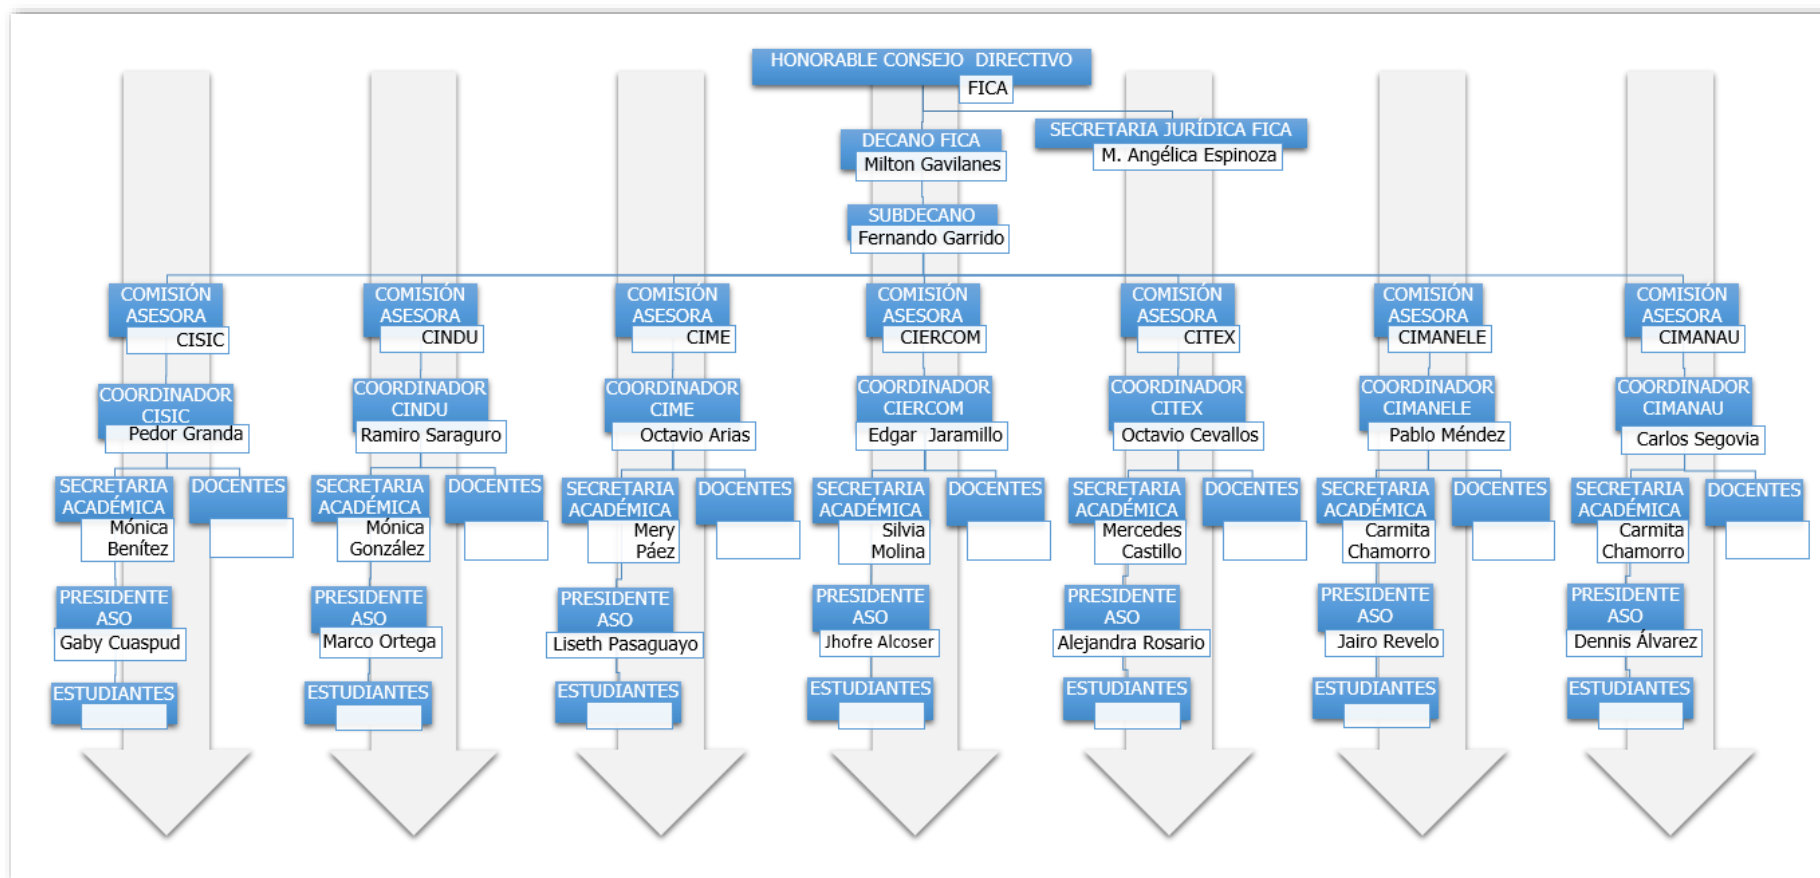 HONORABLE CONSEJO DIRECTIVO
FICA
DECANO FICA
Milton Gavilanes
SECRETARIA JURÍDICA FICA
M. Angélica Espinoza
SUBDECANO
Fernando Garrido
COMISIÓN
ASESORA
CISIC
COMISIÓN
ASESORA
CINDU
COMISIÓN
ASESORA
CIME
COMISIÓN
ASESORA
CIERCOM
COMISIÓN
ASESORA
CITEX
COMISIÓN
ASESORA
CIMANELE
COMISIÓN
ASESORA
CIMANAU
COORDINADOR
CISIC
Pedor Granda
COORDINADOR
CINDU
Ramiro Saraguro
COORDINADOR
CIME
Octavio Arias
COORDINADOR
CIERCOM
Edgar Jaramillo
COORDINADOR
CITEX
Octavio Cevallos
COORDINADOR
CIMANELE
Pablo Méndez
COORDINADOR
CIMANAU
Carlos Segovia
SECRETARIA
ACADÉMICA
Mónica
Benítez
DOCENTES
SECRETARIA
ACADÉMICA
Mónica
González
DOCENTES
SECRETARIA
ACADÉMICA
Mery
Páez
DOCENTES
SECRETARIA
ACADÉMICA
Silvia
Molina
DOCENTES
SECRETARIA
ACADÉMICA
Mercedes
Castillo
DOCENTES
SECRETARIA
ACADÉMICA
Carmita
Chamorro
DOCENTES
SECRETARIA
ACADÉMICA
Carmita
Chamorro
DOCENTES
PRESIDENTE
ASO
Gaby Cuaspud
PRESIDENTE
ASO
Marco Ortega
PRESIDENTE
ASO
Liseth Pasaguayo
PRESIDENTE
ASO
Jhofre Alcoser
PRESIDENTE
ASO
Alejandra Rosario
PRESIDENTE
ASO
Jairo Revelo
PRESIDENTE
ASO
Dennis Álvarez
ESTUDIANTES
ESTUDIANTES
ESTUDIANTES
ESTUDIANTES
ESTUDIANTES
ESTUDIANTES
ESTUDIANTES